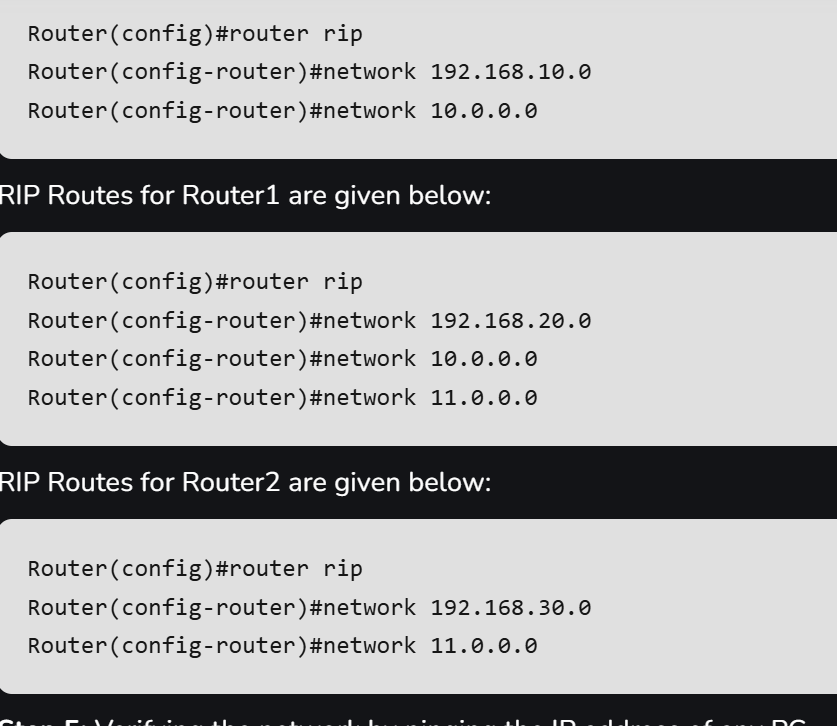 Router(config)#router rip
Router(config-router)#network 192.168.10.0
Router(config-router)#network 10.0.0.0
RIP Routes for Router1 are given below:
Router(config)#router rip
Router(config-router)#network 192.168.20.0
Router(config-router)#network 10.0.0.0
Router(config-router)#network 11.0.0.0
RIP Routes for Router2 are given below:
Router(config)#router rip
Router(config-router)#network 192.168.30.0
Router(config-router)#network 11.0.0.0
Step 5: Verifying the network by pinging the IP address of any PC